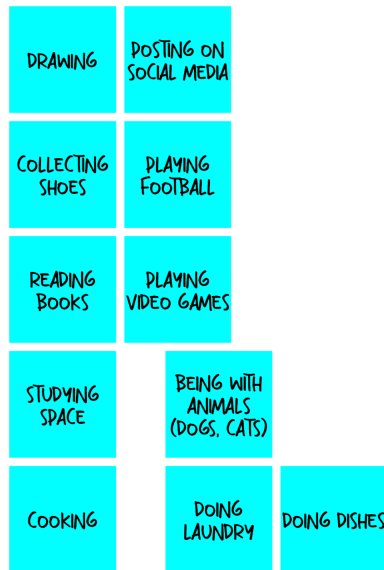 DRAWING
POSTING ON
SOCIAL MEDIA
COLLECTING
SHOES
PLAYING
FOOTBALL
READING
BOOKS
PLAYING
VIDEO GAMES
STUDYING
SPACE
BEING WITH
ANIMALS
(DOGS, CATS)
COOKING
DOING
LAUNDRY
DOING DISHES